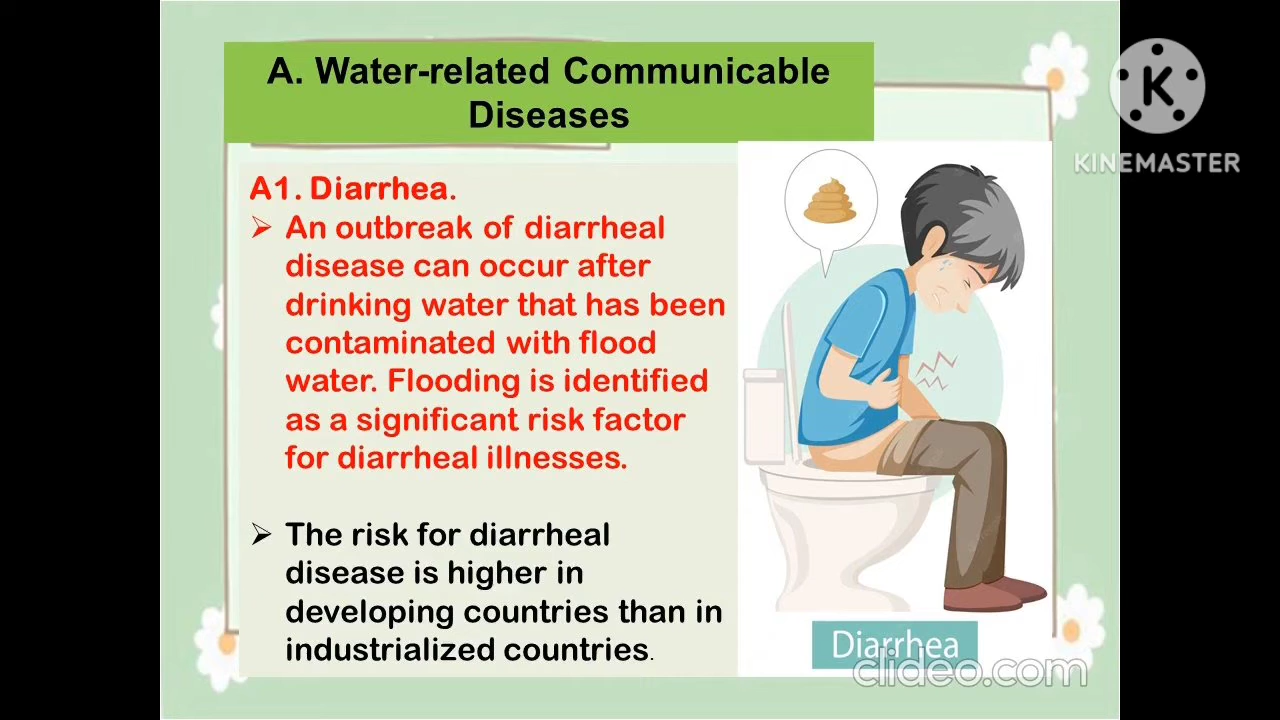 A. Water-related Communicable
Diseases
K
KINEMASTER
A1. Diarrhea.
➢ An outbreak of diarrheal
disease can occur after
drinking water that has been
contaminated with flood
water. Flooding is identified
as a significant risk factor
for diarrheal illnesses.
➢ The risk for diarrheal
disease is higher in
developing countries than in
industrialized countries.
Diarrhea
clideo.com